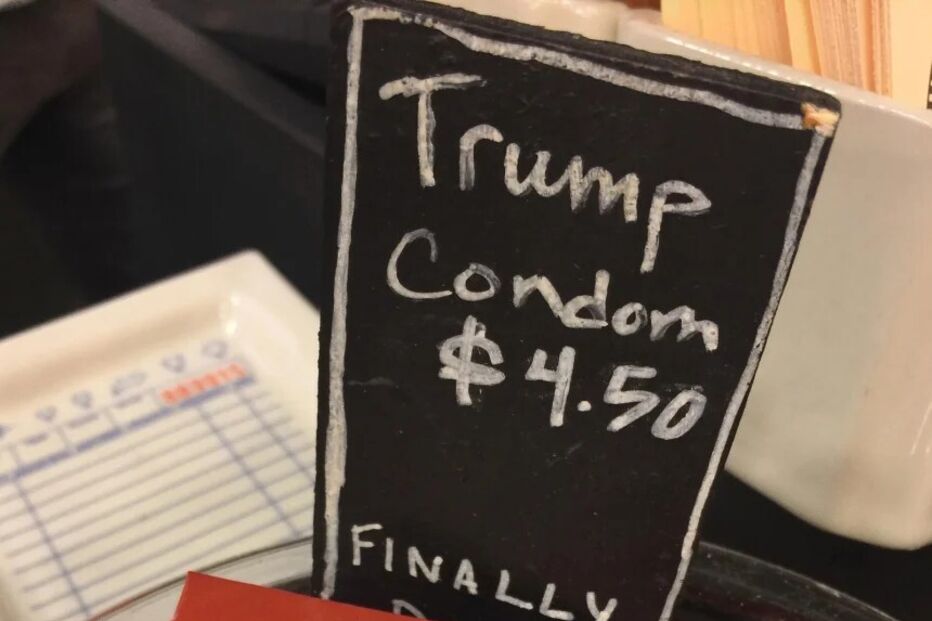 Trump
Condom
$4.50
FINALLY